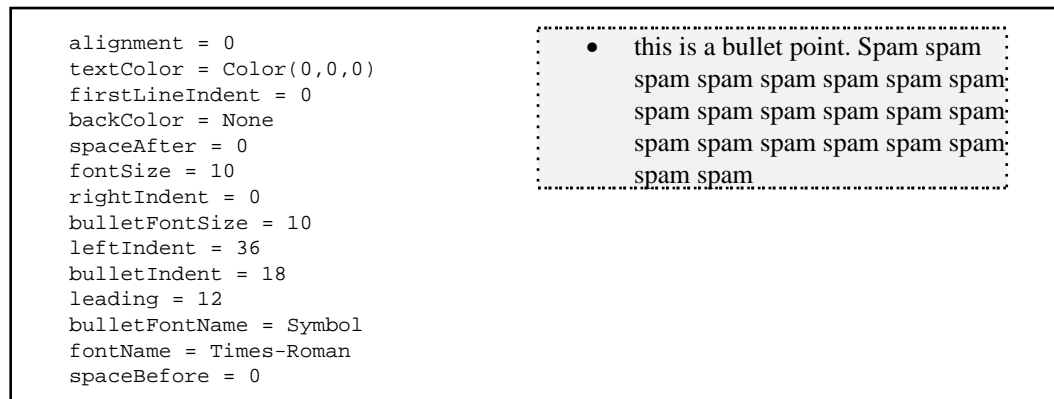 alignment = 0
textColor = Color(0,0,0)
firstLineIndent = 0
backColor = None
spaceAfter = 0
fontSize = 10
rightIndent = 0
bulletFontSize = 10
leftIndent = 36
bulletIndent = 18
leading = 12
bulletFontName = Symbol
fontName = Times-Roman
spaceBefore = 0
• this is a bullet point. Spam spam
spam spam spam spam spam spam
spam spam spam spam spam spam
spam spam spam spam spam spam
spam spam